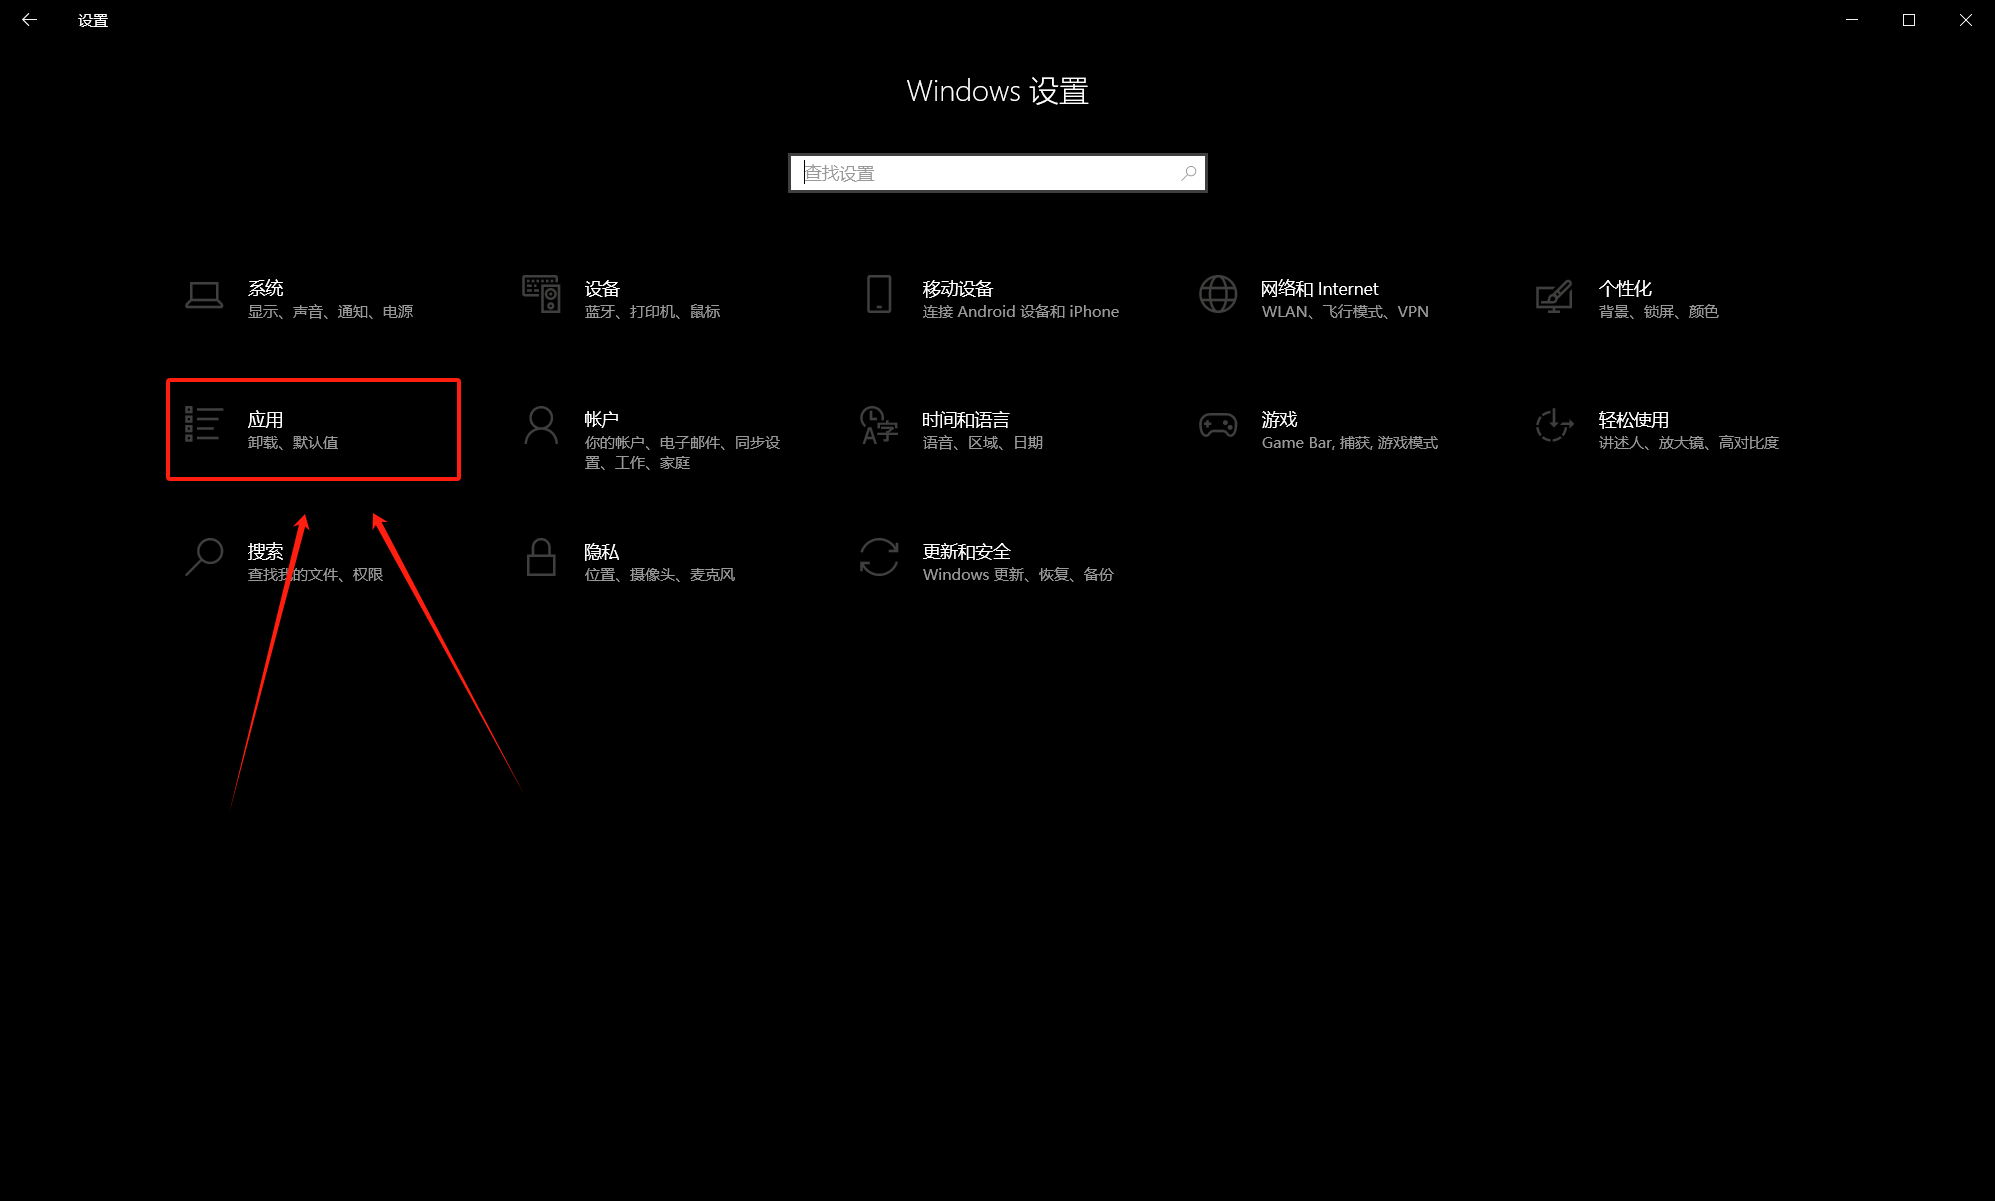 设置
Windows 设置
查找设置
系统
显示、声音、通知、电源
设备
蓝牙、打印机、鼠标
移动设备
连接 Android 设备和 iPhone
网络和 Internet
WLAN、飞行模式、VPN
个性化
背景、锁屏、颜色
应用
卸载、默认值
帐户
你的帐户、电子邮件、同步设
置、工作、家庭
时间和语言
语音、区域、日期
游戏
Game Bar, 捕获, 游戏模式
轻松使用
讲述人、放大镜、高对比度
搜索
查找我的文件、权限
隐私
位置、摄像头、麦克风
更新和安全
Windows 更新、恢复、备份